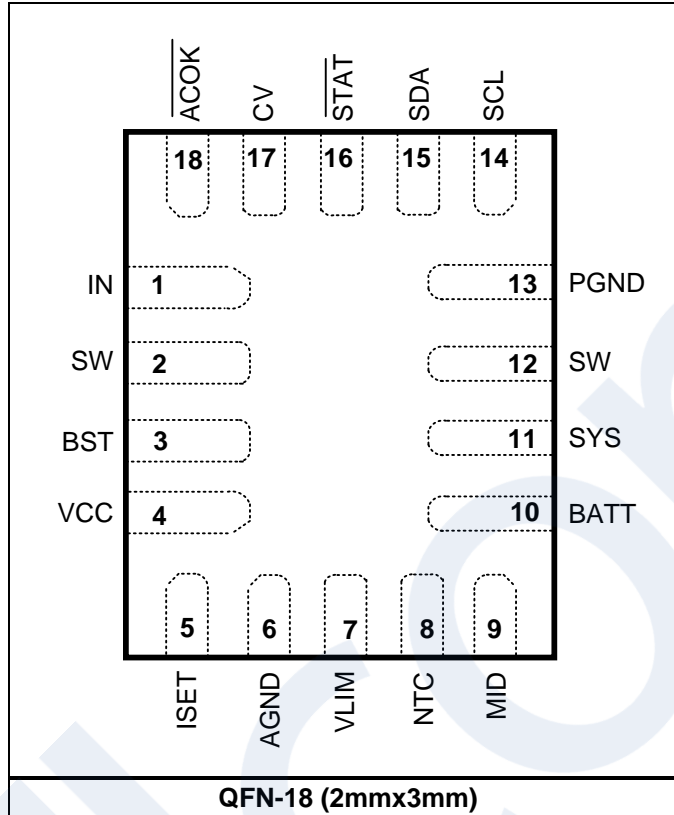 ACOK CV STAT SDA SCL
18 17 16 15 14
IN 1 13 PGND
SW 2 12 SW
BST 3 11 SYS
VCC 4 10 BATT
5 6 7 8 9
ISET AGND VLIM NTC MID
QFN-18 (2mmx3mm)